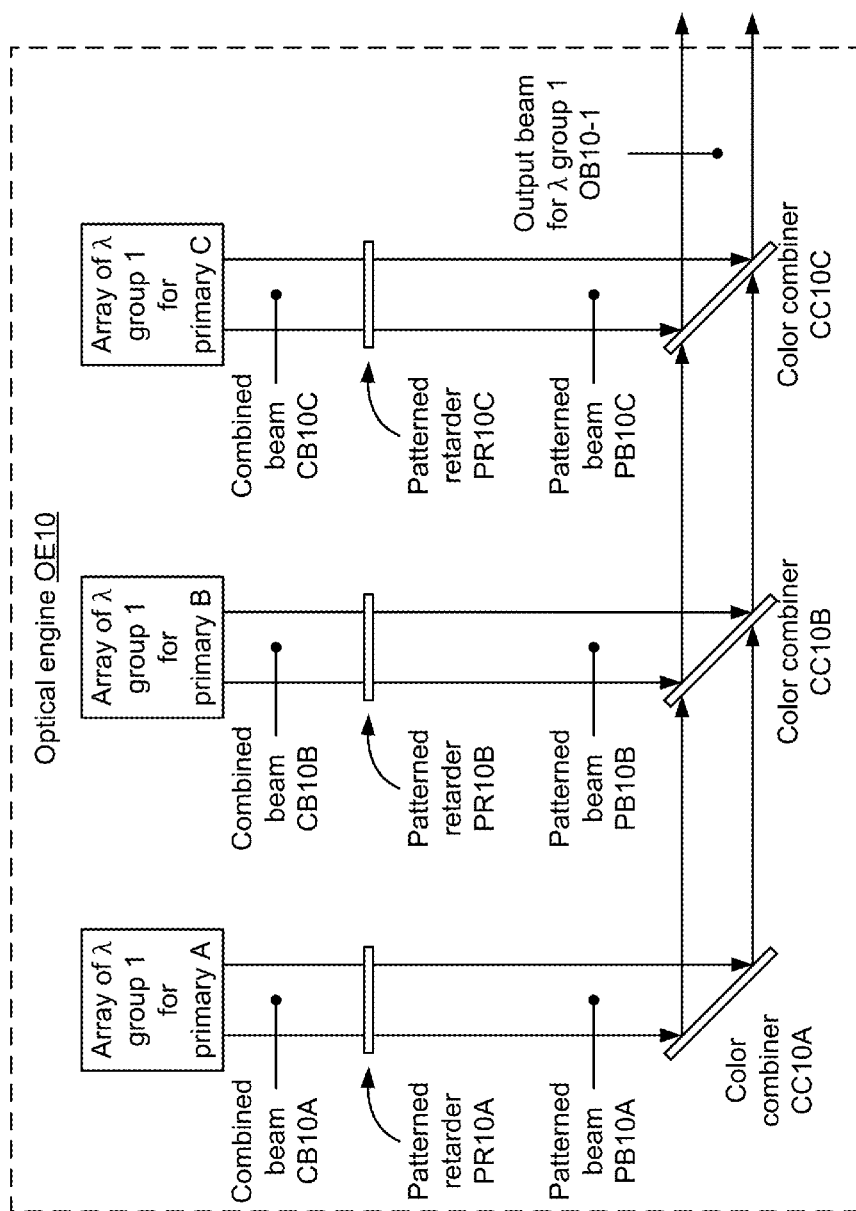 Optical engine OE10
Array of λ
group 1
for
primary A
Array of λ
group 1
for
primary B
Array of λ
group 1
for
primary C
Combined
beam
CB10A
Combined
beam
CB10B
Combined
beam
CB10C
Patterned
retarder
PR10A
Patterned
retarder
PR10B
Patterned
retarder
PR10C
Patterned
beam
PB10A
Patterned
beam
PB10B
Patterned
beam
PB10C
Output beam
for λ group 1
OB10-1
Color
combiner
CC10A
Color combiner
CC10B
Color combiner
CC10C